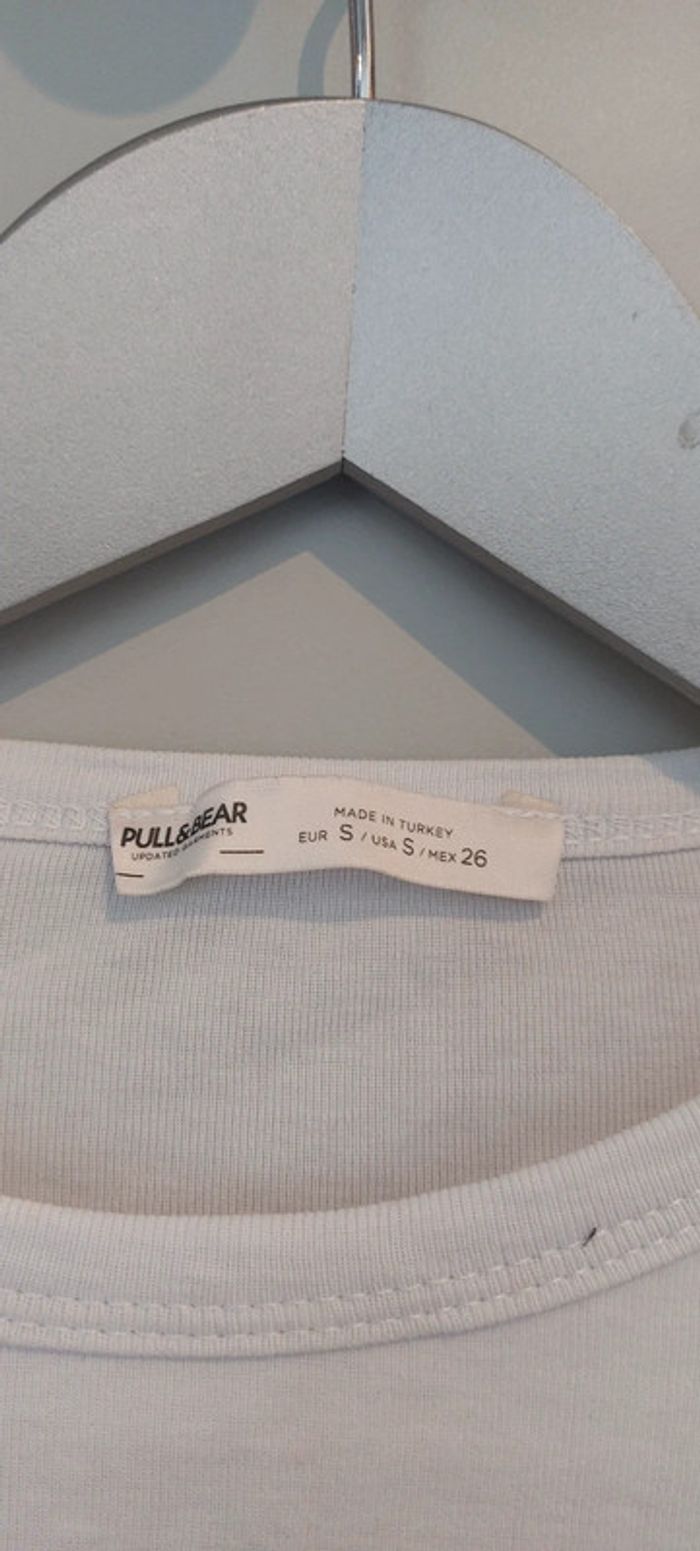 PULL&BEAR
UPDATED GARMENTS
MADE IN TURKEY
EUR S / USA S / MEX 26